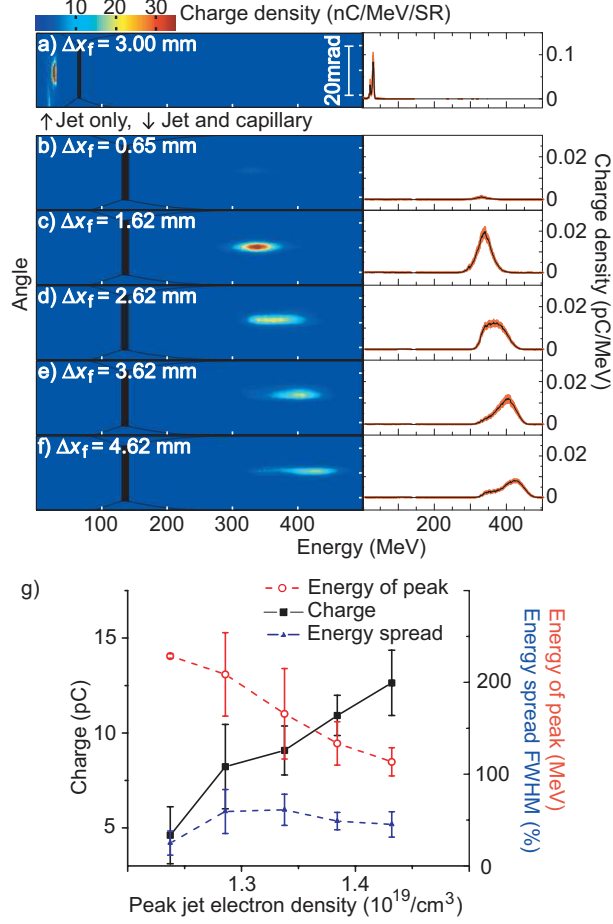 Charge density (nC/MeV/SR)
10 20 30
a) Δx_f = 3.00 mm
20mrad
0.1
0
↑Jet only, ↓ Jet and capillary
b) Δx_f = 0.65 mm
0.02
0
c) Δx_f = 1.62 mm
0.02
0
d) Δx_f = 2.62 mm
0.02
0
e) Δx_f = 3.62 mm
0.02
0
f) Δx_f = 4.62 mm
0.02
0
Angle
Charge density (pC/MeV)
100 200 300 400 200 400
Energy (MeV)
g)
Energy of peak
Charge
Energy spread
15
10
5
Charge (pC)
200
100
0
Energy spread FWHM (%)
Energy of peak (MeV)
1.3 1.4
Peak jet electron density (10^19/cm^3)